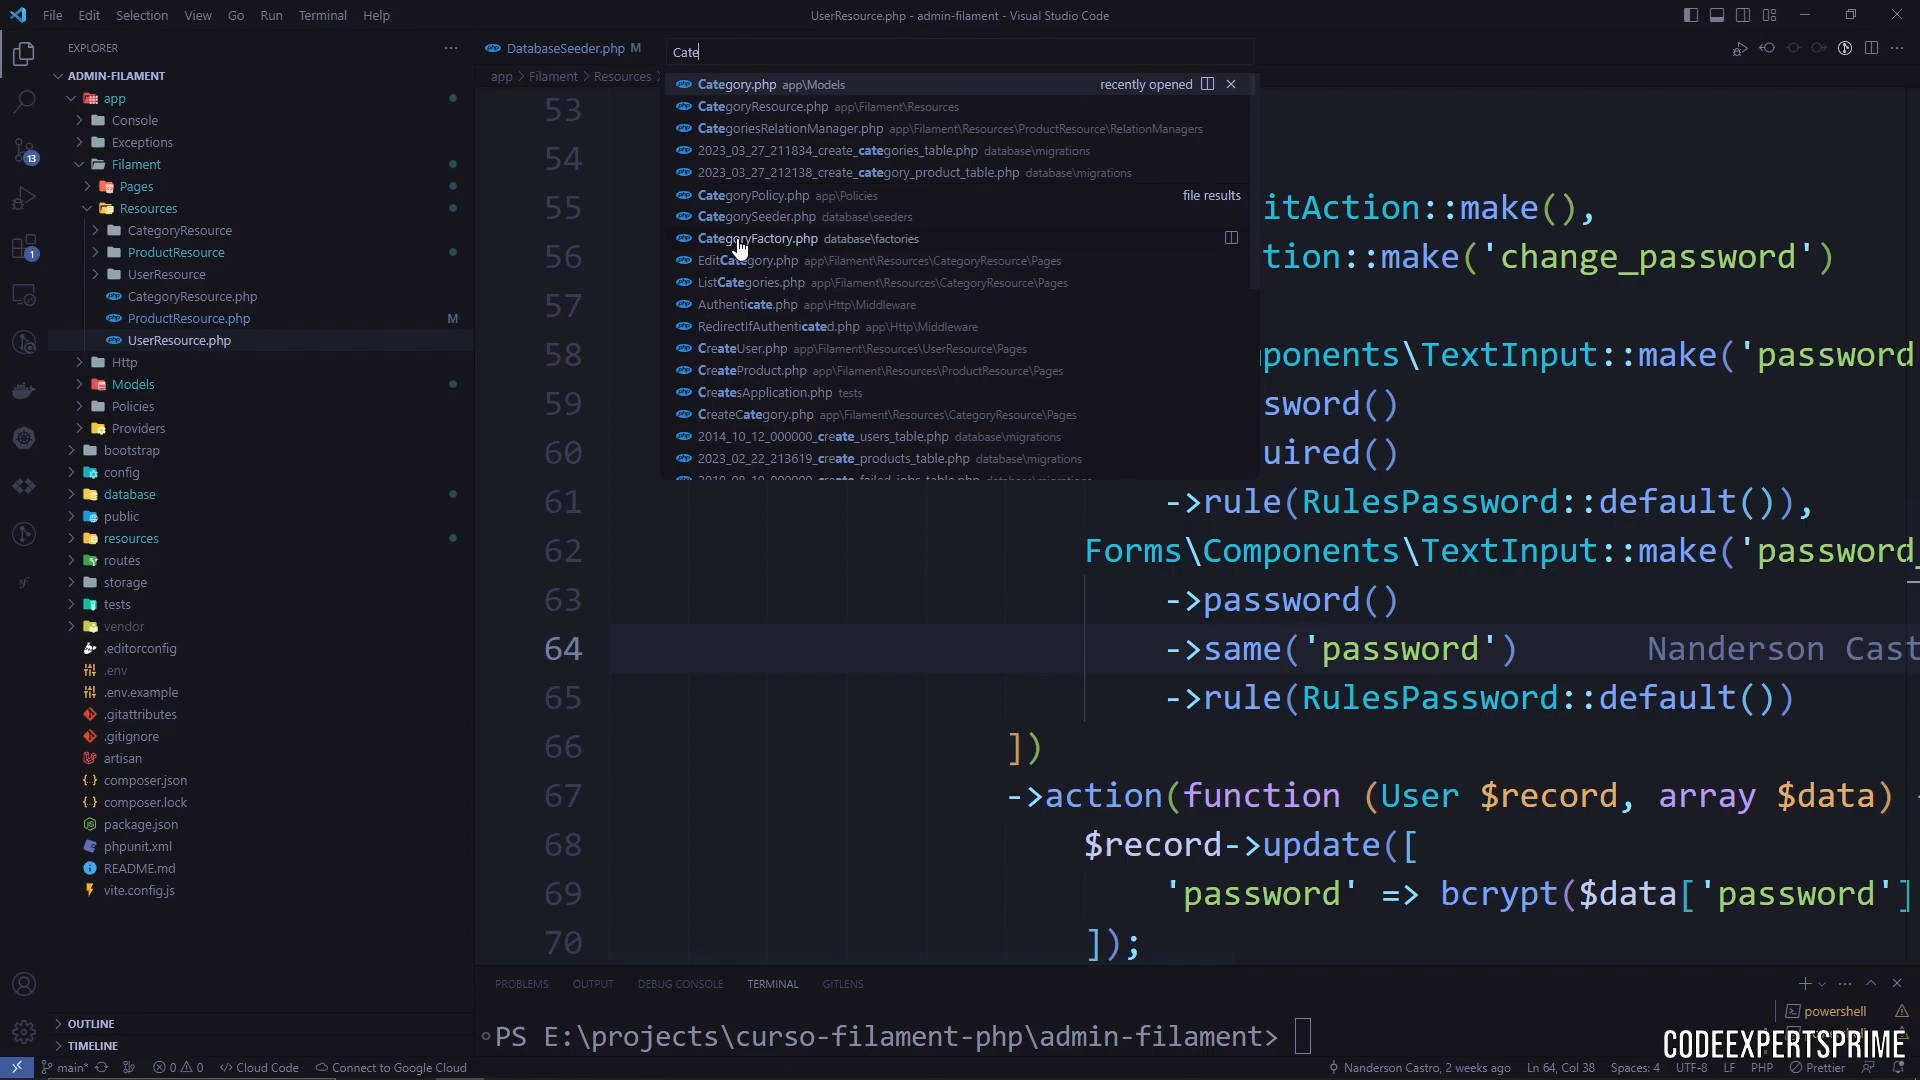 File Edit Selection View Go Run Terminal Help
UserResource.php - admin-filament - Visual Studio Code
EXPLORER
ADMIN-FILAMENT
app
Console
Exceptions
Filament
Pages
Resources
CategoryResource
ProductResource
UserResource
CategoryResource.php
ProductResource.php M
UserResource.php
Http
Models
Policies
Providers
bootstrap
config
database
public
resources
routes
storage
tests
vendor
.editorconfig
.env
.env.example
.gitattributes
.gitignore
artisan
composer.json
composer.lock
package.json
phpunit.xml
README.md
vite.config.js
OUTLINE
TIMELINE
13
1
DatabaseSeeder.php M
app > Filament > Resources >
Cate
Category.php app\Models recently opened
CategoryResource.php app\Filament\Resources
CategoriesRelationManager.php app\Filament\Resources\ProductResource\RelationManagers
2023_03_27_211834_create_categories_table.php database\migrations
2023_03_27_212138_create_category_product_table.php database\migrations
CategoryPolicy.php app\Policies file results
CategorySeeder.php database\seeders
CategoryFactory.php database\factories
EditCategory.php app\Filament\Resources\CategoryResource\Pages
ListCategories.php app\Filament\Resources\CategoryResource\Pages
Authenticate.php app\Http\Middleware
RedirectIfAuthenticated.php app\Http\Middleware
CreateUser.php app\Filament\Resources\UserResource\Pages
CreateProduct.php app\Filament\Resources\ProductResource\Pages
CreatesApplication.php tests
CreateCategory.php app\Filament\Resources\CategoryResource\Pages
2014_10_12_000000_create_users_table.php database\migrations
2023_02_22_213619_create_products_table.php database\migrations
53
54
55 itAction::make(),
56 tion::make('change_password')
57
58 ponents\TextInput::make('password
59 sword()
60 uired()
61 ->rule(RulesPassword::default()),
62 Forms\Components\TextInput::make('password_
63 ->password()
64 ->same('password') Nanderson Cast
65 ->rule(RulesPassword::default())
66 ])
67 ->action(function (User $record, array $data)
68 $record->update([
69 'password' => bcrypt($data['password']
70 ]);
PROBLEMS OUTPUT DEBUG CONSOLE TERMINAL GITLENS
PS E:\projects\curso-filament-php\admin-filament>
powershell
CODEEXPERTSPRIME
main* 0 0 Cloud Code Connect to Google Cloud
Nanderson Castro, 2 weeks ago Ln 64, Col 38 Spaces: 4 UTF-8 LF PHP Prettier